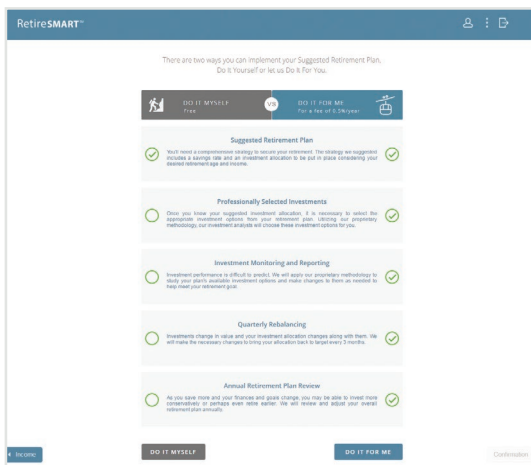 RetireSMART™
There are two ways you can implement your Suggested Retirement Plan,
Do It Yourself or let us Do It For You.
DO IT MYSELF
Free
VS
DO IT FOR ME
For a fee of 0.5%/year
Suggested Retirement Plan
You'll need a comprehensive strategy to secure your retirement. The strategy we suggested
includes a savings rate and an investment allocation to be put in place considering your
desired retirement age and income.
Professionally Selected Investments
Once you know your suggested investment allocation, it is necessary to select the
appropriate investment options from your retirement plan. Utilizing our proprietary
methodology, our investment analysts will choose these investment options for you.
Investment Monitoring and Reporting
Investment performance is difficult to predict. We will apply our proprietary methodology to
study your plan's available investment options and make changes to them as needed to
help meet your retirement goal.
Quarterly Rebalancing
Investments change in value and your investment allocation changes along with them. We
will make the necessary changes to bring your allocation back to target every 3 months.
Annual Retirement Plan Review
As you save more and your finances and goals change, you may be able to invest more
conservatively or perhaps even retire earlier. We will review and adjust your overall
retirement plan annually.
Income
DO IT MYSELF
DO IT FOR ME
Confirmation